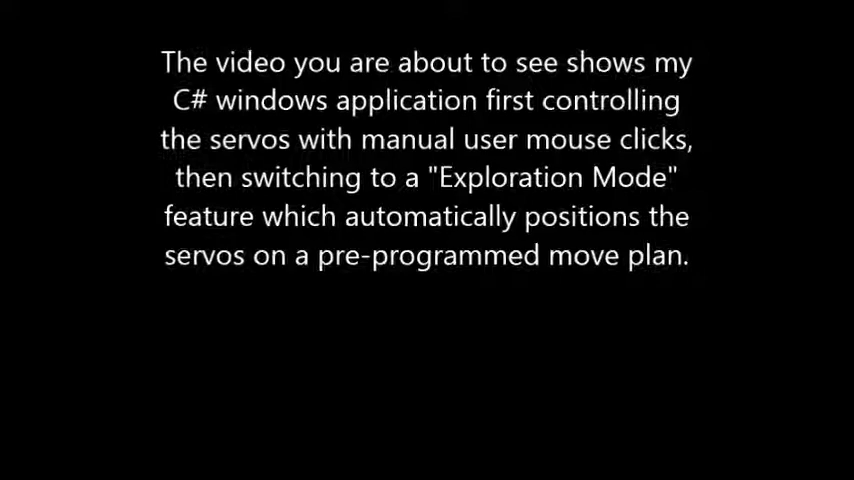 The video you are about to see shows my
C# windows application first controlling
the servos with manual user mouse clicks,
then switching to a "Exploration Mode"
feature which automatically positions the
servos on a pre-programmed move plan.